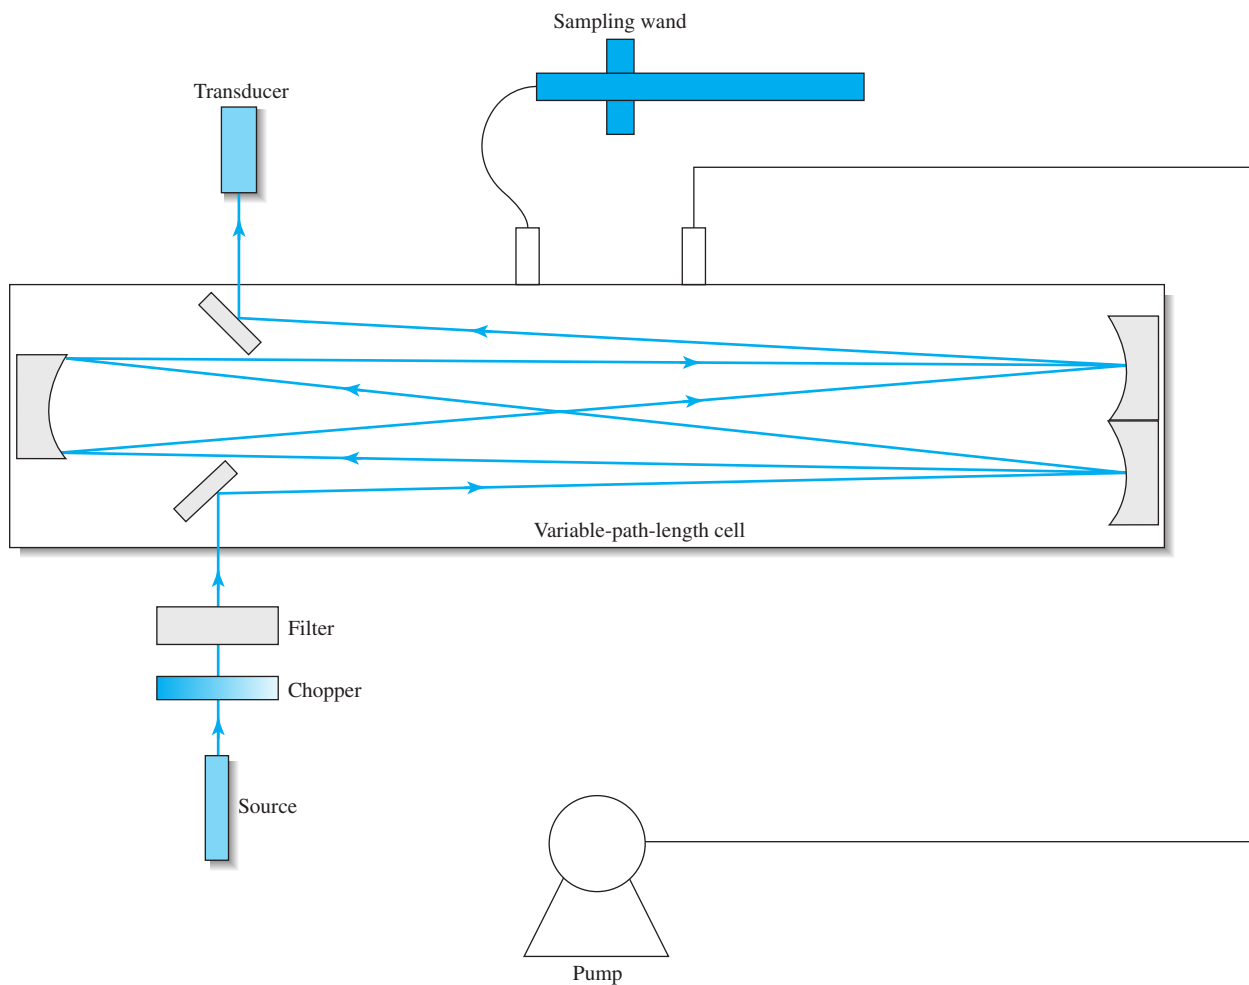 Sampling wand
Transducer
Variable-path-length cell
Filter
Chopper
Source
Pump